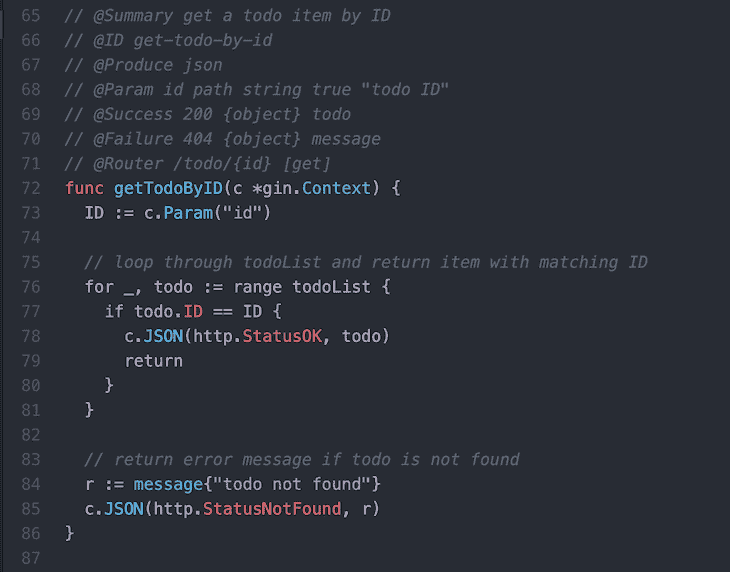 65 // @Summary get a todo item by ID
66 // @ID get-todo-by-id
67 // @Produce json
68 // @Param id path string true "todo ID"
69 // @Success 200 {object} todo
70 // @Failure 404 {object} message
71 // @Router /todo/{id} [get]
72 func getTodoByID(c *gin.Context) {
73   ID := c.Param("id")
74
75   // loop through todoList and return item with matching ID
76   for _, todo := range todoList {
77     if todo.ID == ID {
78       c.JSON(http.StatusOK, todo)
79       return
80     }
81   }
82
83   // return error message if todo is not found
84   r := message{"todo not found"}
85   c.JSON(http.StatusNotFound, r)
86 }
87